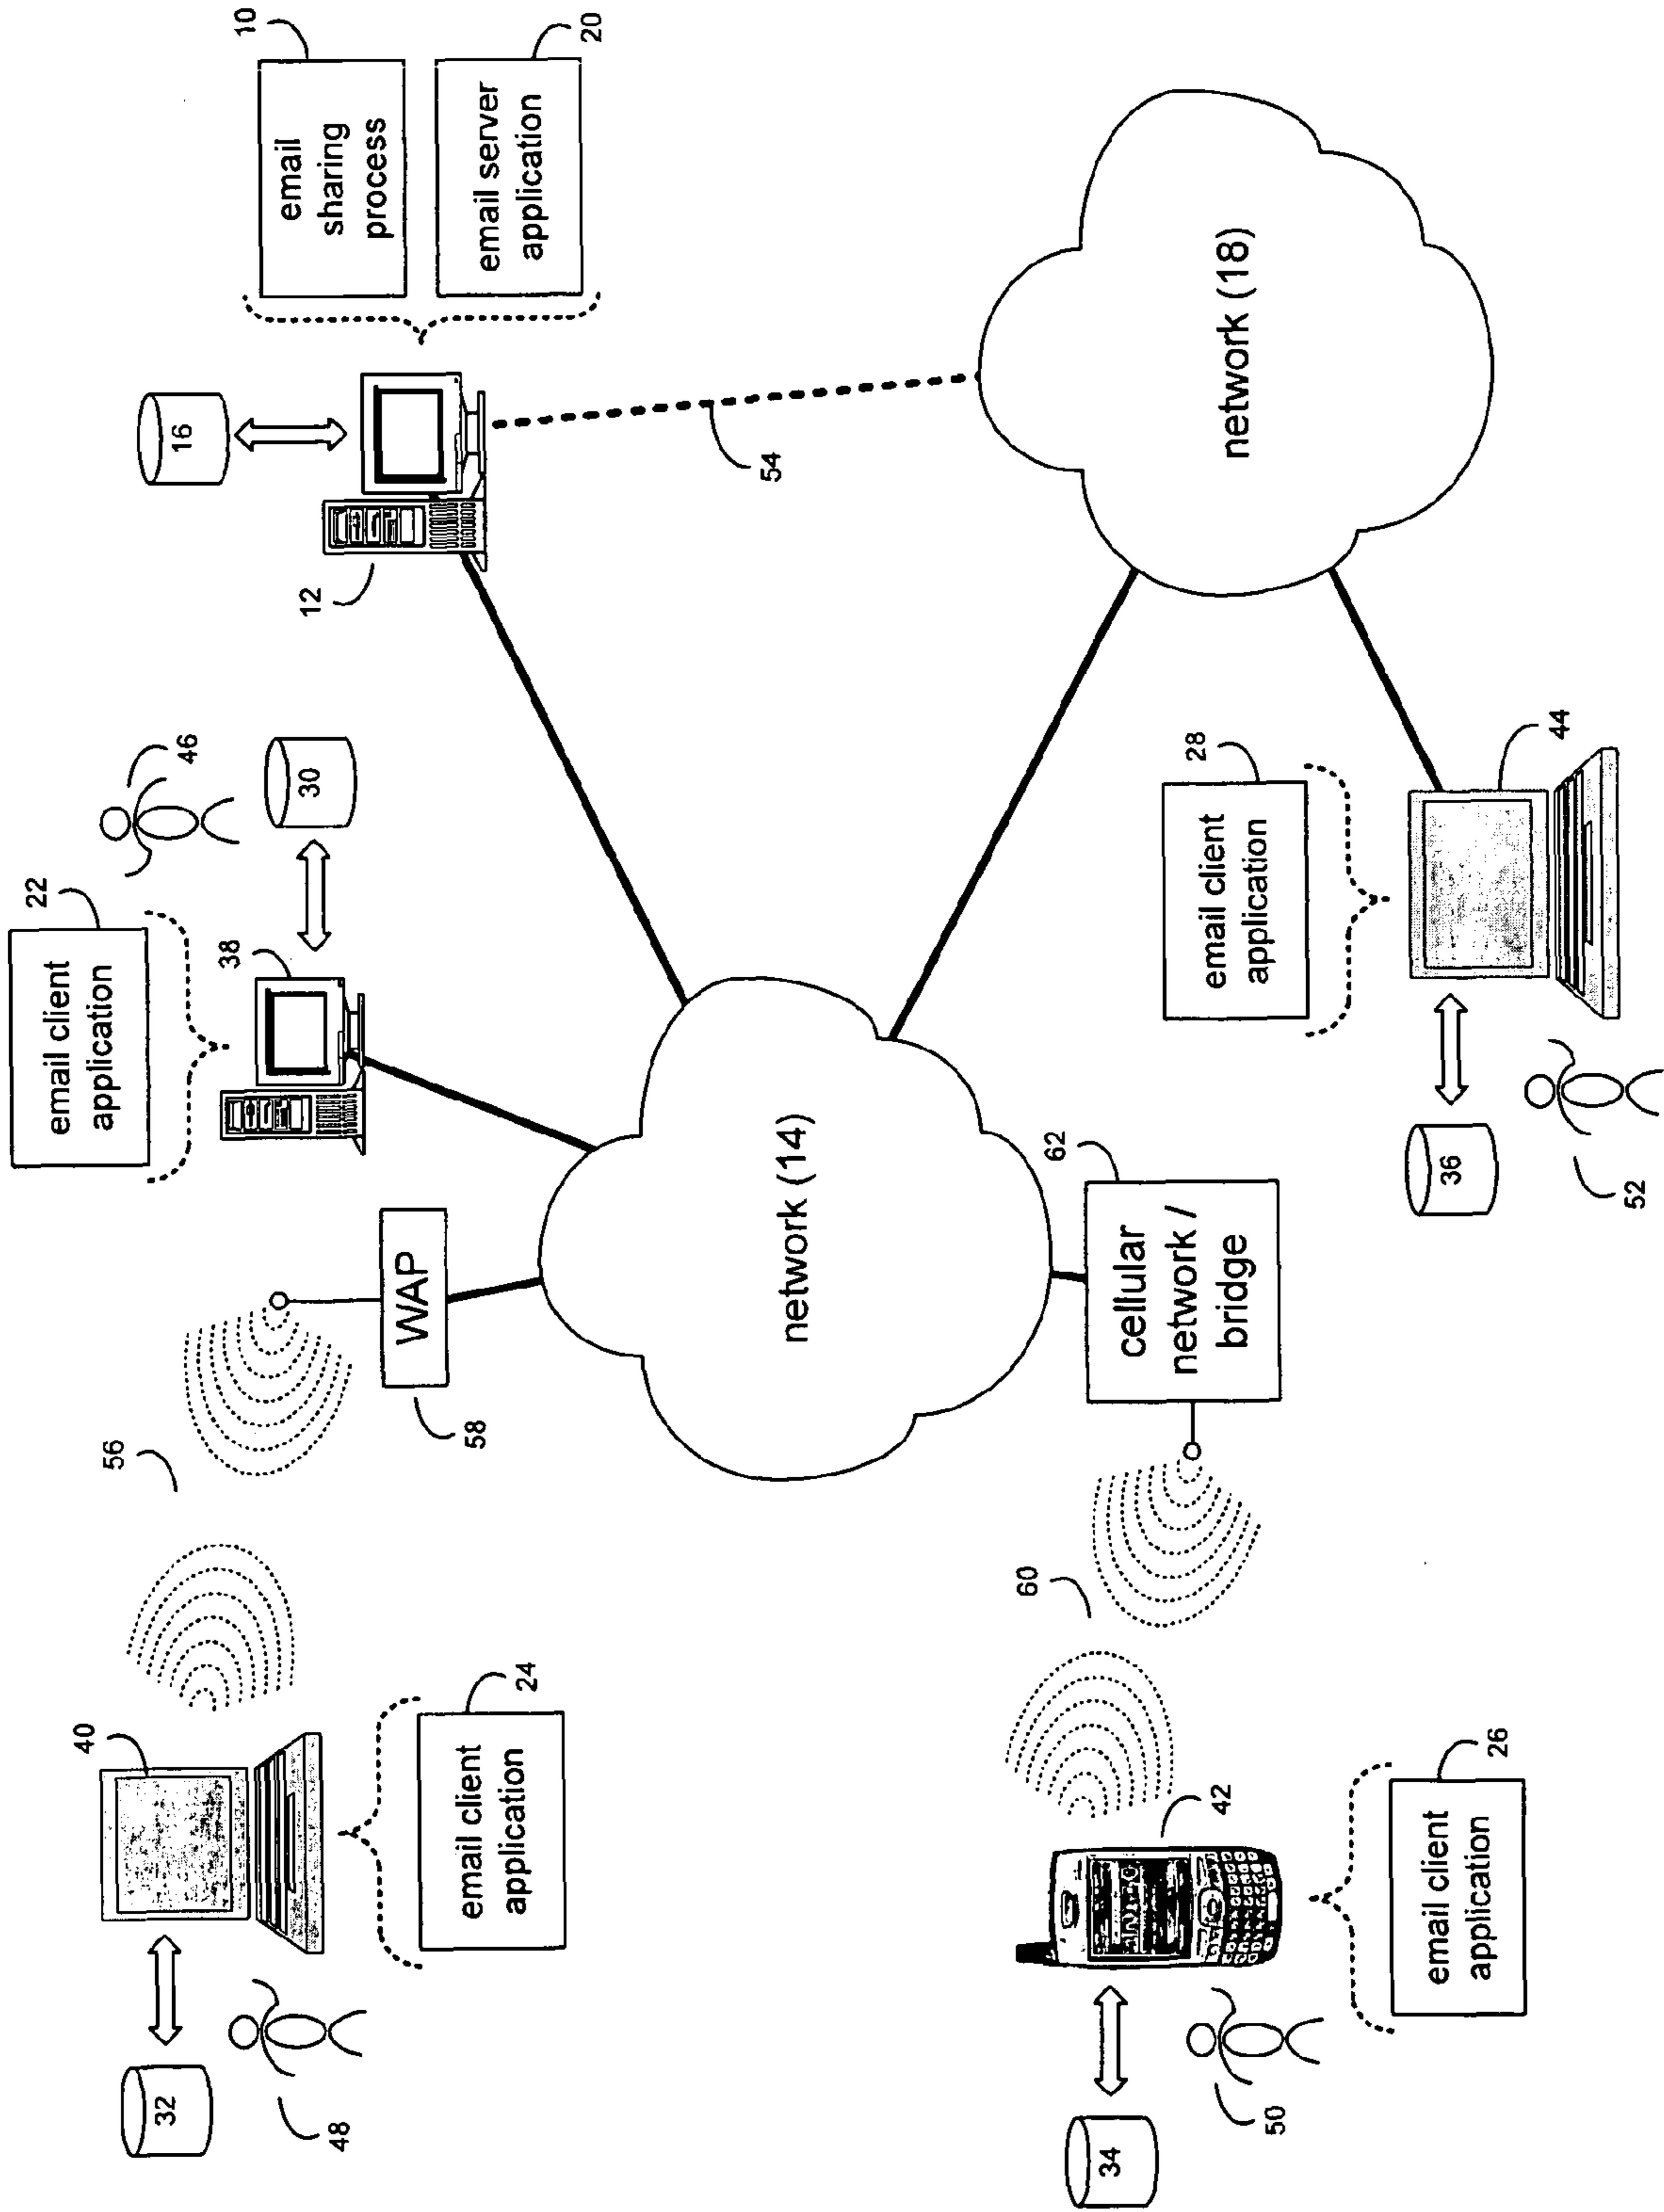 22
email client
application
40
56
46
32
48
38
30
16
10
email
sharing
process
20
email server
application
12
WAP
58
24
email client
application
54
network (14)
network (18)
60
62
cellular
network /
bridge
34
50
42
28
email client
application
26
email client
application
36
52
44